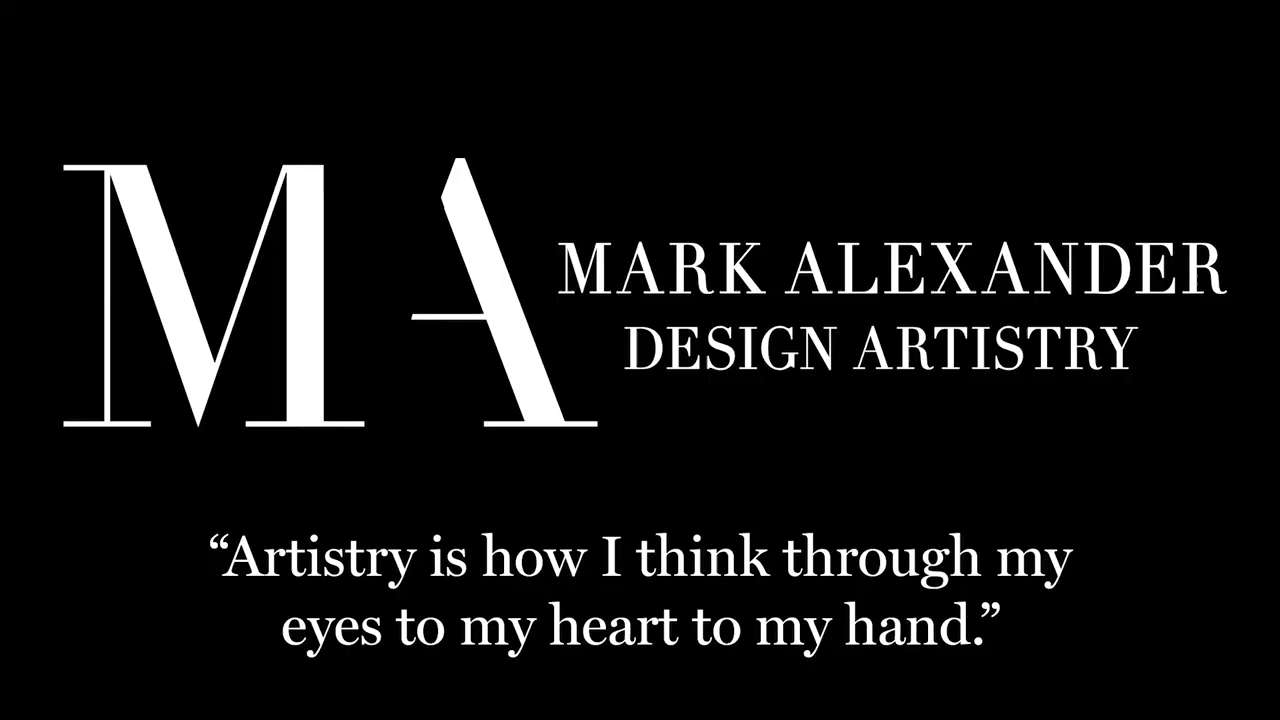 MA
MARK ALEXANDER
DESIGN ARTISTRY
“Artistry is how I think through my
eyes to my heart to my hand.”